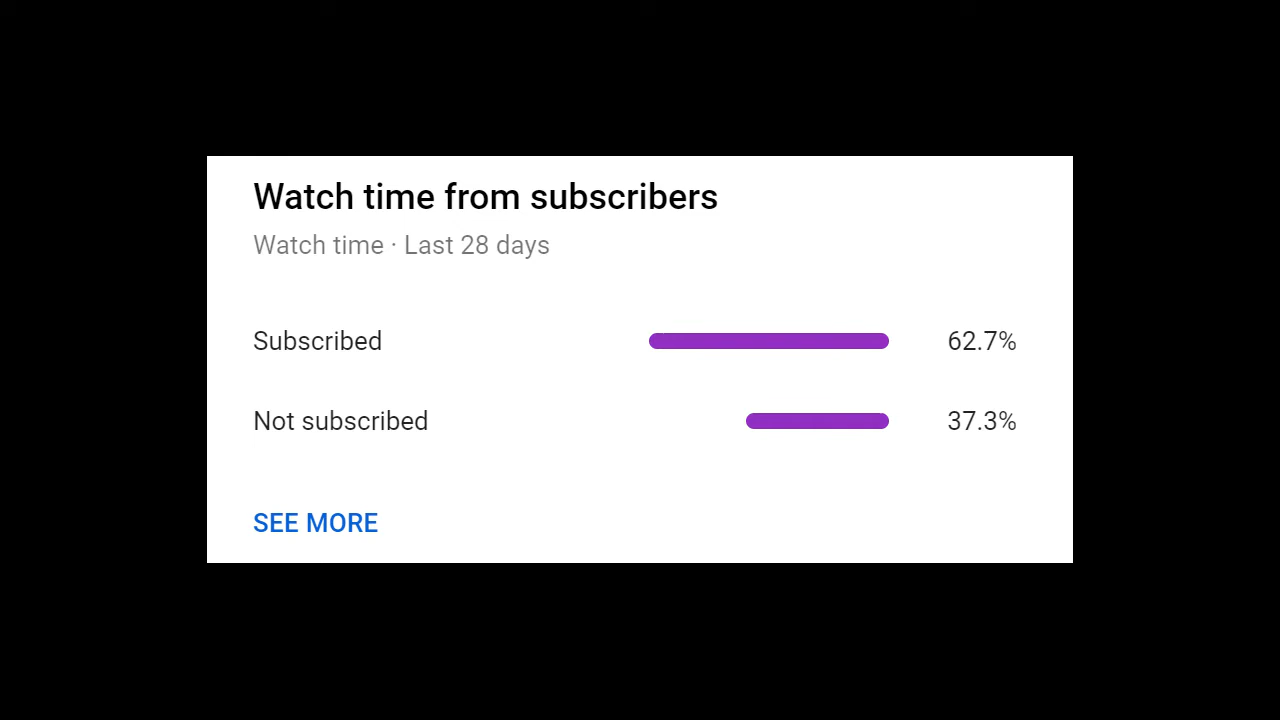 Watch time from subscribers
Watch time · Last 28 days
Subscribed 62.7%
Not subscribed 37.3%
SEE MORE